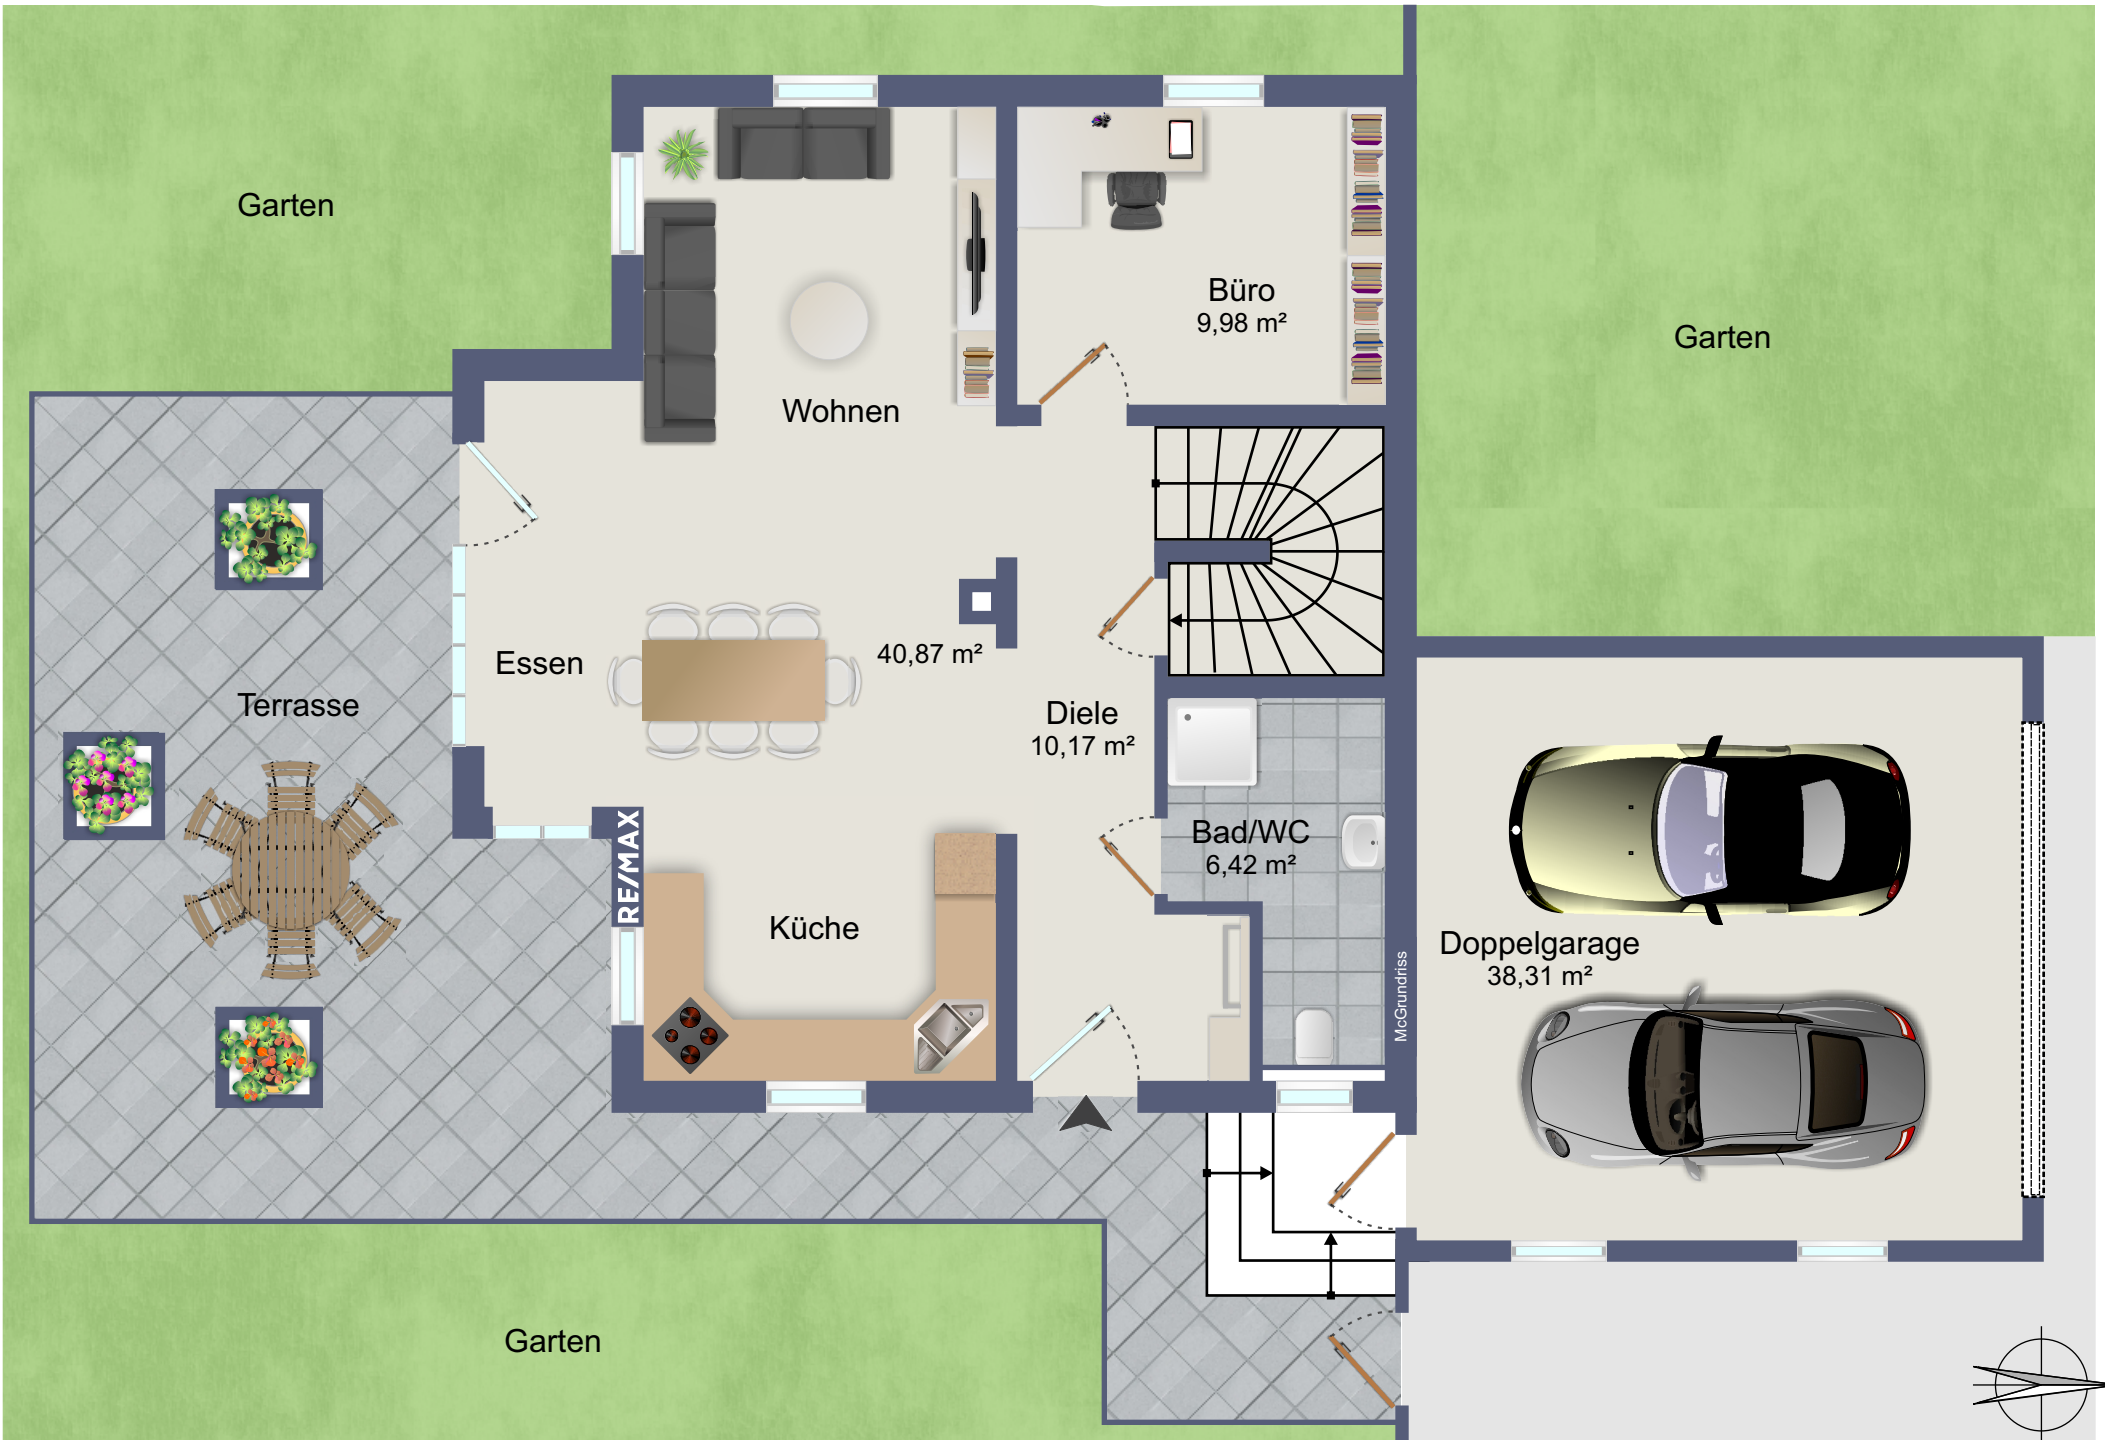 Garten
Büro
9,98 m²
Garten
Wohnen
Essen
40,87 m²
Terrasse
Diele
10,17 m²
Bad/WC
6,42 m²
RE/MAX
Küche
Doppelgarage
38,31 m²
McGrundriss
Garten